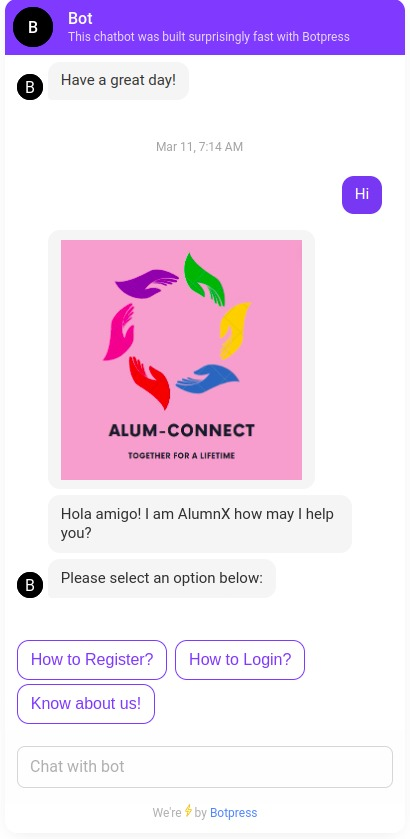 B
Bot
This chatbot was built surprisingly fast with Botpress
Have a great day!
B
Mar 11, 7:14 AM
Hi
ALUM-CONNECT
TOGETHER FOR A LIFETIME
Hola amigo! I am AlumnX how may I help
you?
Please select an option below:
B
How to Register?
How to Login?
Know about us!
Chat with bot
We're ⚡ by Botpress